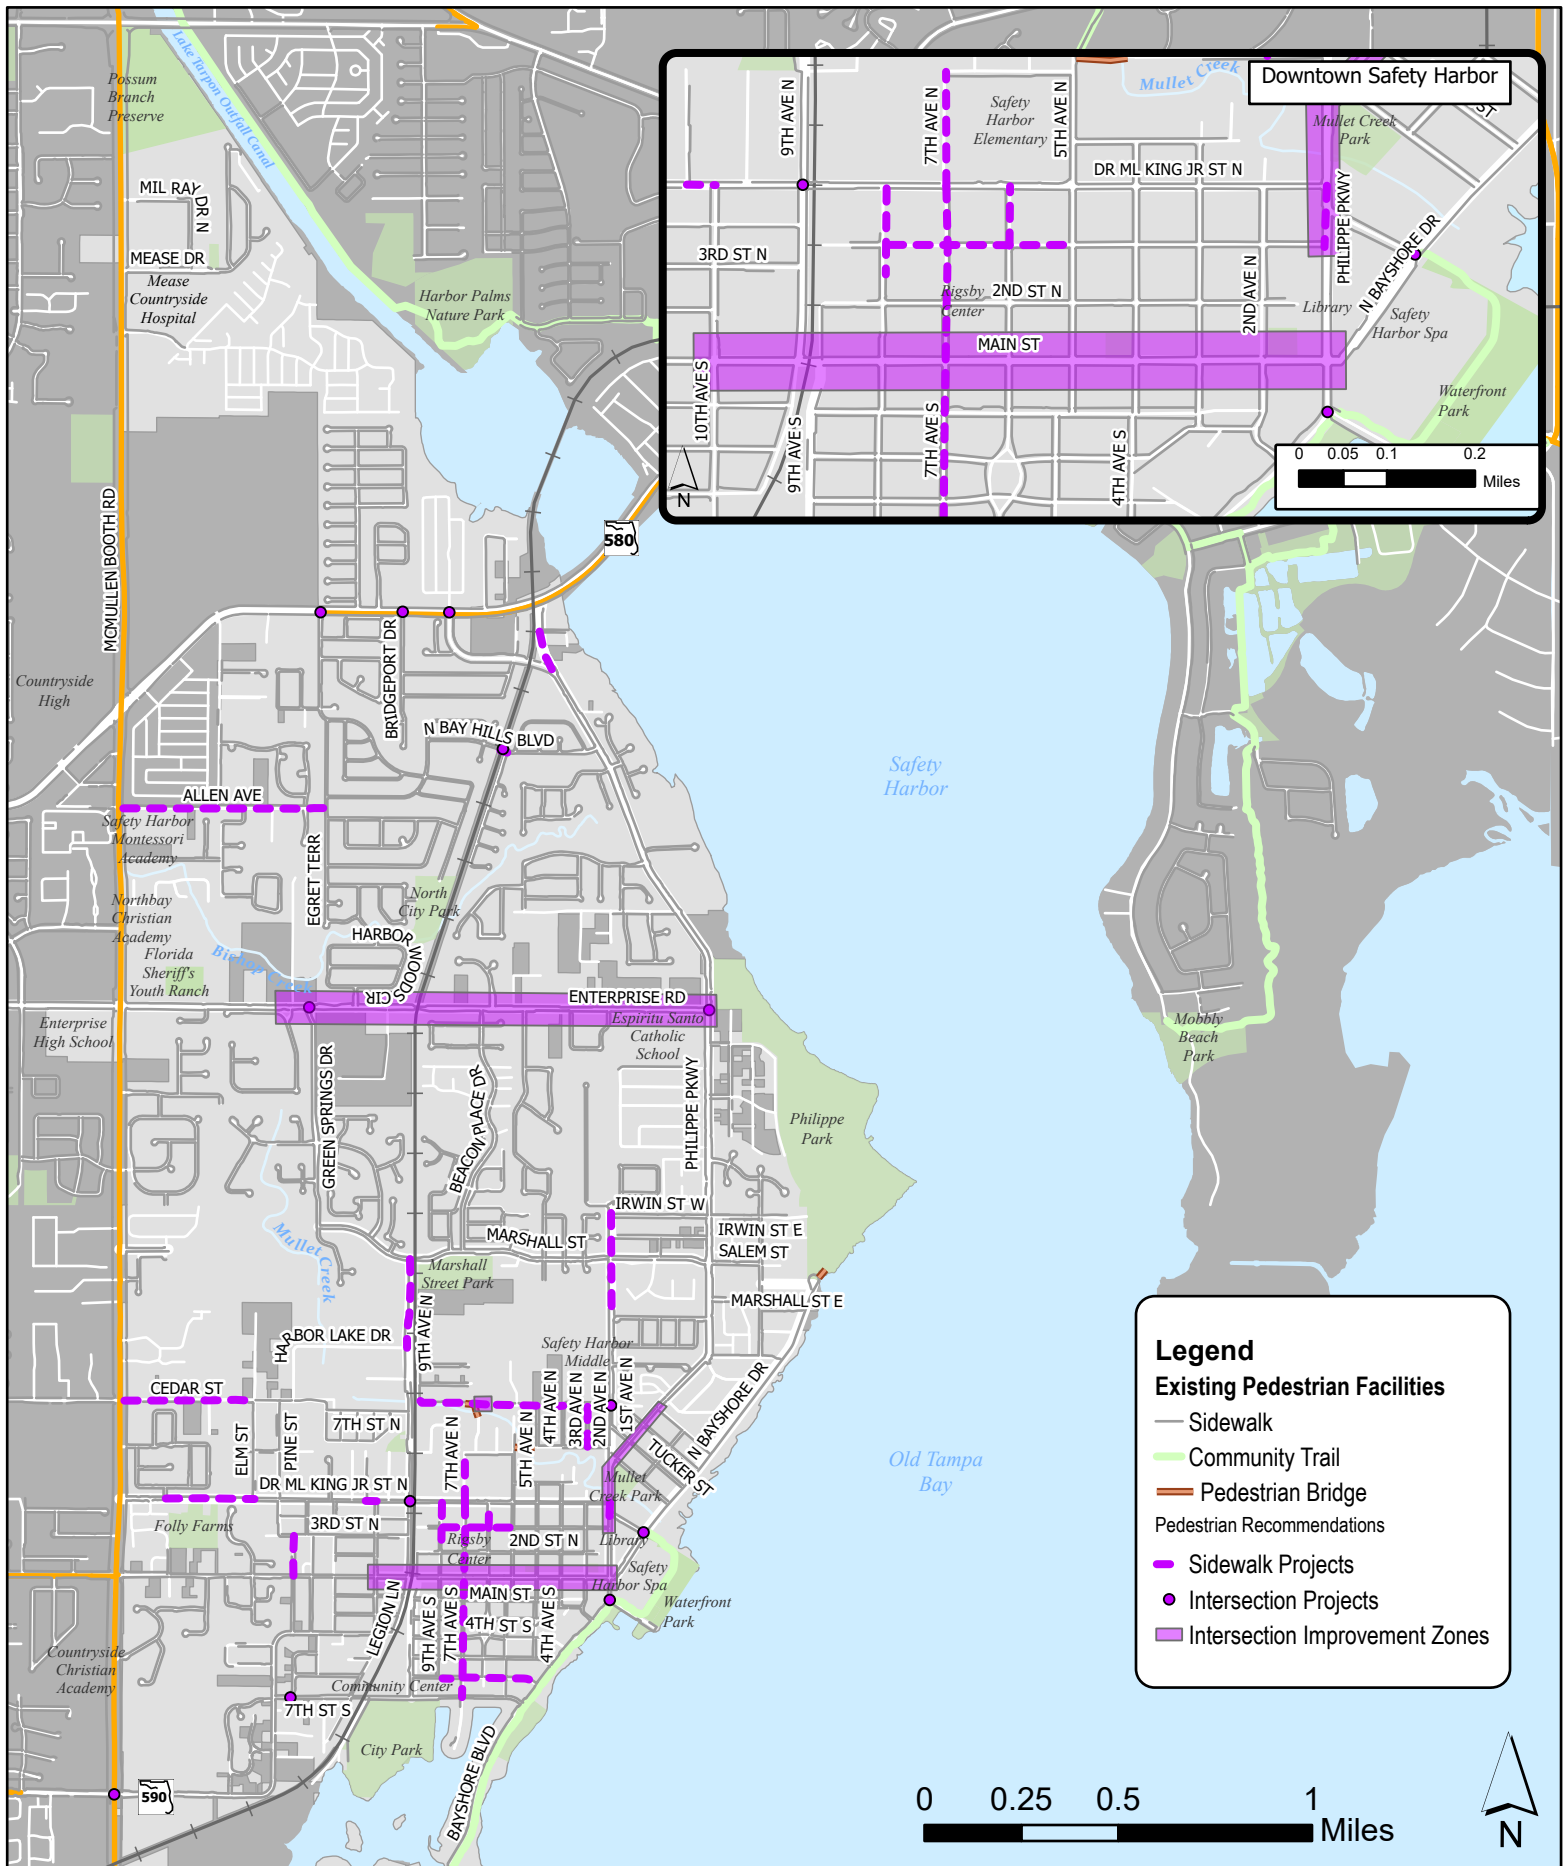 Lake Tarpon Outfall Canal
Possum
Branch
Preserve
MIL RAY DR N
MEASE DR
Mease
Countryside
Hospital
Harbor Palms
Nature Park
MCMULLEN BOOTH RD
580
Downtown Safety Harbor
Mullet Creek
ST
9TH AVE N
7TH AVE N
Safety
Harbor
Elementary
5TH AVE N
Mullet Creek
Park
DR ML KING JR ST N
PHILIPPE PKWY
3RD ST N
N BAYSHORE DR
2ND AVE N
Rigsby
Center
2ND ST N
Library
Safety
Harbor Spa
MAIN ST
10TH AVE S
9TH AVE S
7TH AVE S
4TH AVE S
Waterfront
Park
0 0.05 0.1 0.2
Miles
N
Countryside
High
BRIDGEPORT DR
N BAY HILLS BLVD
Safety
Harbor
ALLEN AVE
Safety Harbor
Montessori
Academy
EGRET TERR
North
City Park
Northbay
Christian
Academy
HARBOR WOODS CIR
Florida
Sheriff's
Youth Ranch
Bishop Creek
ENTERPRISE RD
Enterprise
High School
Espiritu Santo
Catholic
School
Mobbly
Beach
Park
GREEN SPRINGS DR
BEACON PLACE DR
PHILIPPE PKWY
Philippe
Park
IRWIN ST W
IRWIN ST E
MARSHALL ST
SALEM ST
Mullet Creek
Marshall
Street Park
MARSHALL ST E
9TH AVE N
HARBOR LAKE DR
Safety Harbor
Middle
CEDAR ST
7TH ST N
ELM ST
PINE ST
7TH AVE N
5TH AVE N
4TH AVE N
3RD AVE N
2ND AVE N
1ST AVE N
N BAYSHORE DR
TUCKER ST
Old Tampa
Bay
DR ML KING JR ST N
Mullet
Creek Park
Folly Farms
3RD ST N
Rigsby
Center
2ND ST N
Library
Safety
Harbor Spa
MAIN ST
LEGION LN
9TH AVE S
7TH AVE S
4TH ST S
4TH AVE S
Waterfront
Park
Countryside
Christian
Academy
Community Center
7TH ST S
City Park
BAYSHORE BLVD
590
Legend
Existing Pedestrian Facilities
Sidewalk
Community Trail
Pedestrian Bridge
Pedestrian Recommendations
Sidewalk Projects
Intersection Projects
Intersection Improvement Zones
0 0.25 0.5 1
Miles
N